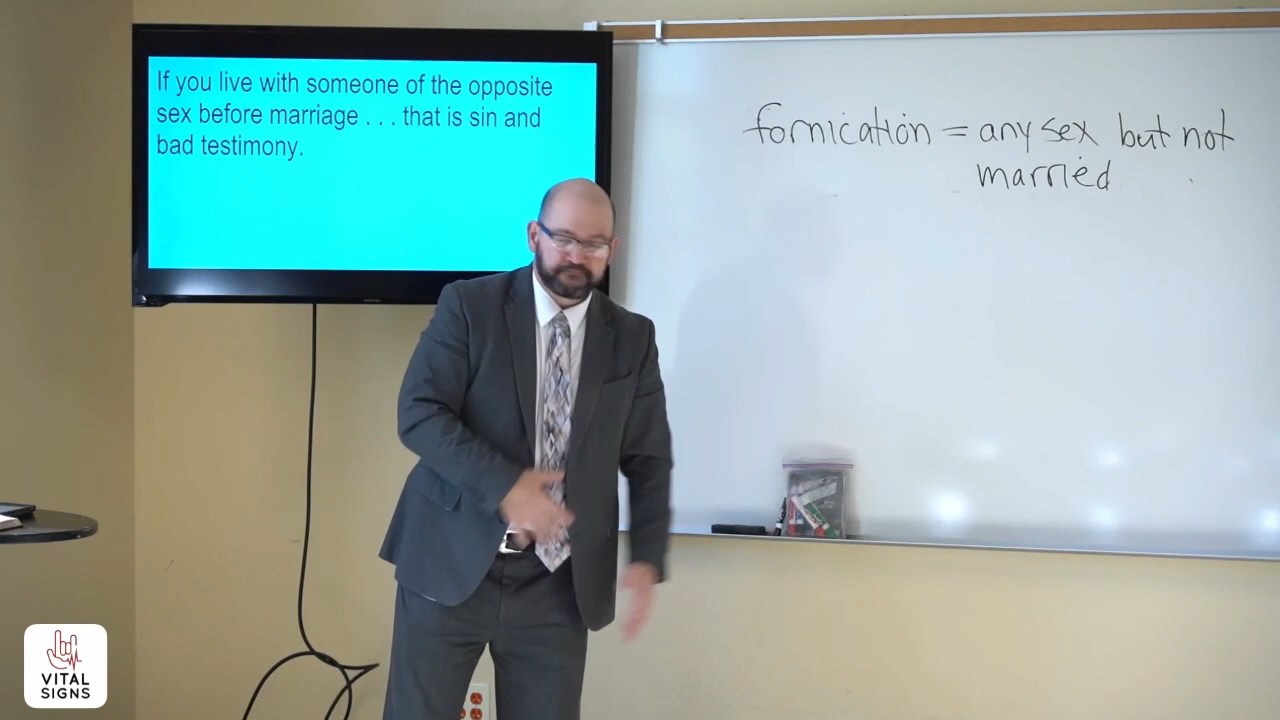 If you live with someone of the opposite
sex before marriage . . . that is sin and
bad testimony.
fornication = any sex but not
married
VITAL
SIGNS